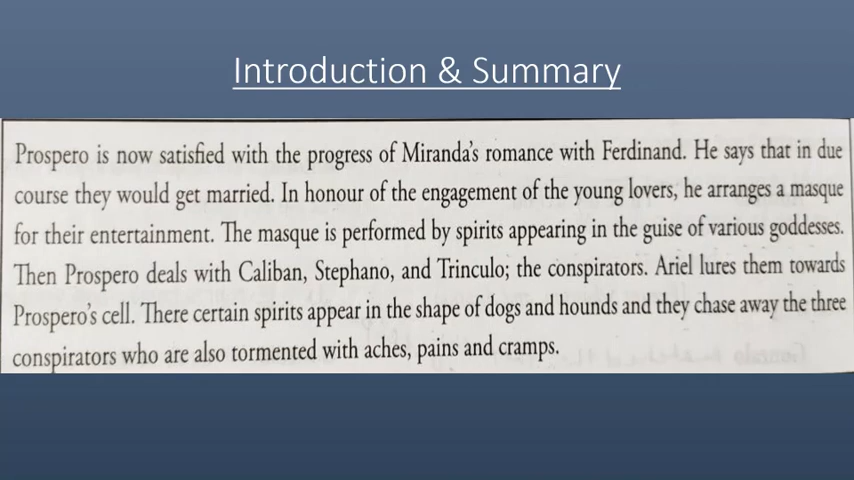 Introduction & Summary
Prospero is now satisfied with the progress of Miranda's romance with Ferdinand. He says that in due
course they would get married. In honour of the engagement of the young lovers, he arranges a masque
for their entertainment. The masque is performed by spirits appearing in the guise of various goddesses.
Then Prospero deals with Caliban, Stephano, and Trinculo; the conspirators. Ariel lures them towards
Prospero's cell. There certain spirits appear in the shape of dogs and hounds and they chase away the three
conspirators who are also tormented with aches, pains and cramps.